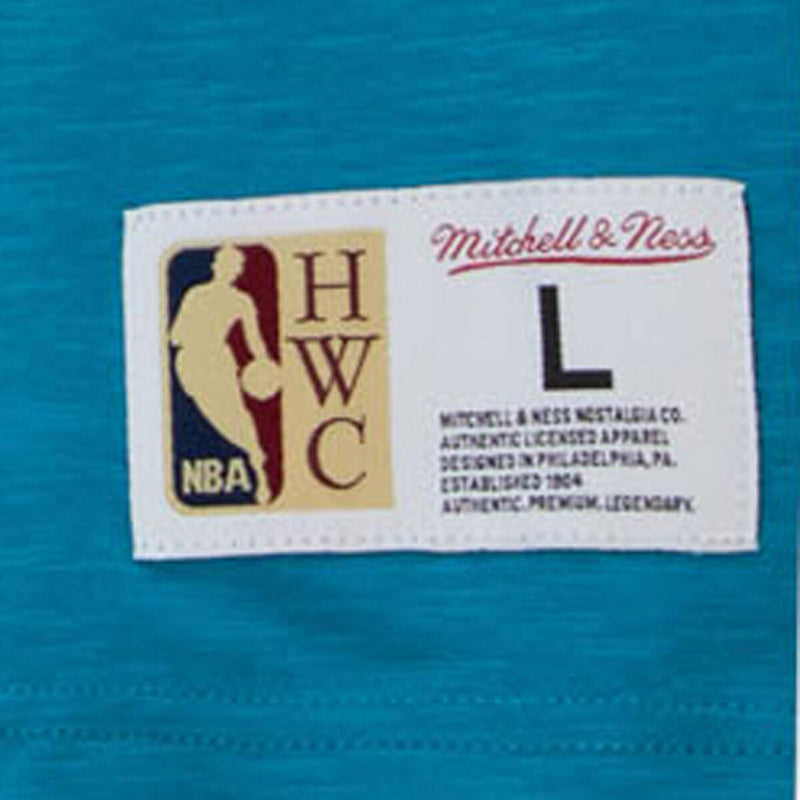 NBA
H
W
C
Mitchell & Ness
L
MITCHELL & NESS NOSTALGIA CO.
AUTHENTIC LICENSED APPAREL
DESIGNED IN PHILADELPHIA, PA.
ESTABLISHED 1904
AUTHENTIC. PREMIUM. LEGENDARY.